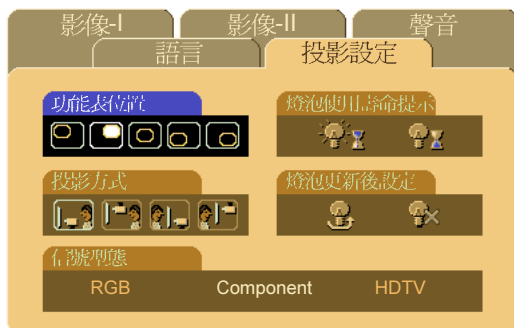 影像-I 影像-II 聲音
語言 投影設定
功能表位置 燈泡使用壽命提示
投影方式 燈泡更新後設定
信號型態
RGB Component HDTV